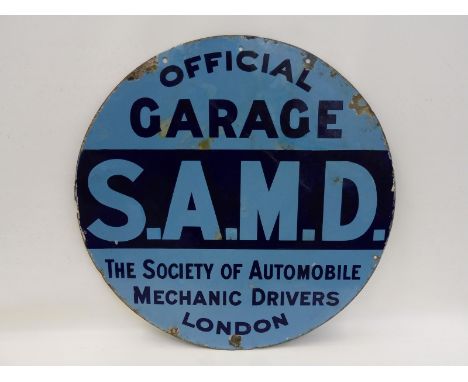 OFFICIAL
GARAGE
S.A.M.D.
THE SOCIETY OF AUTOMOBILE
MECHANIC DRIVERS
LONDON